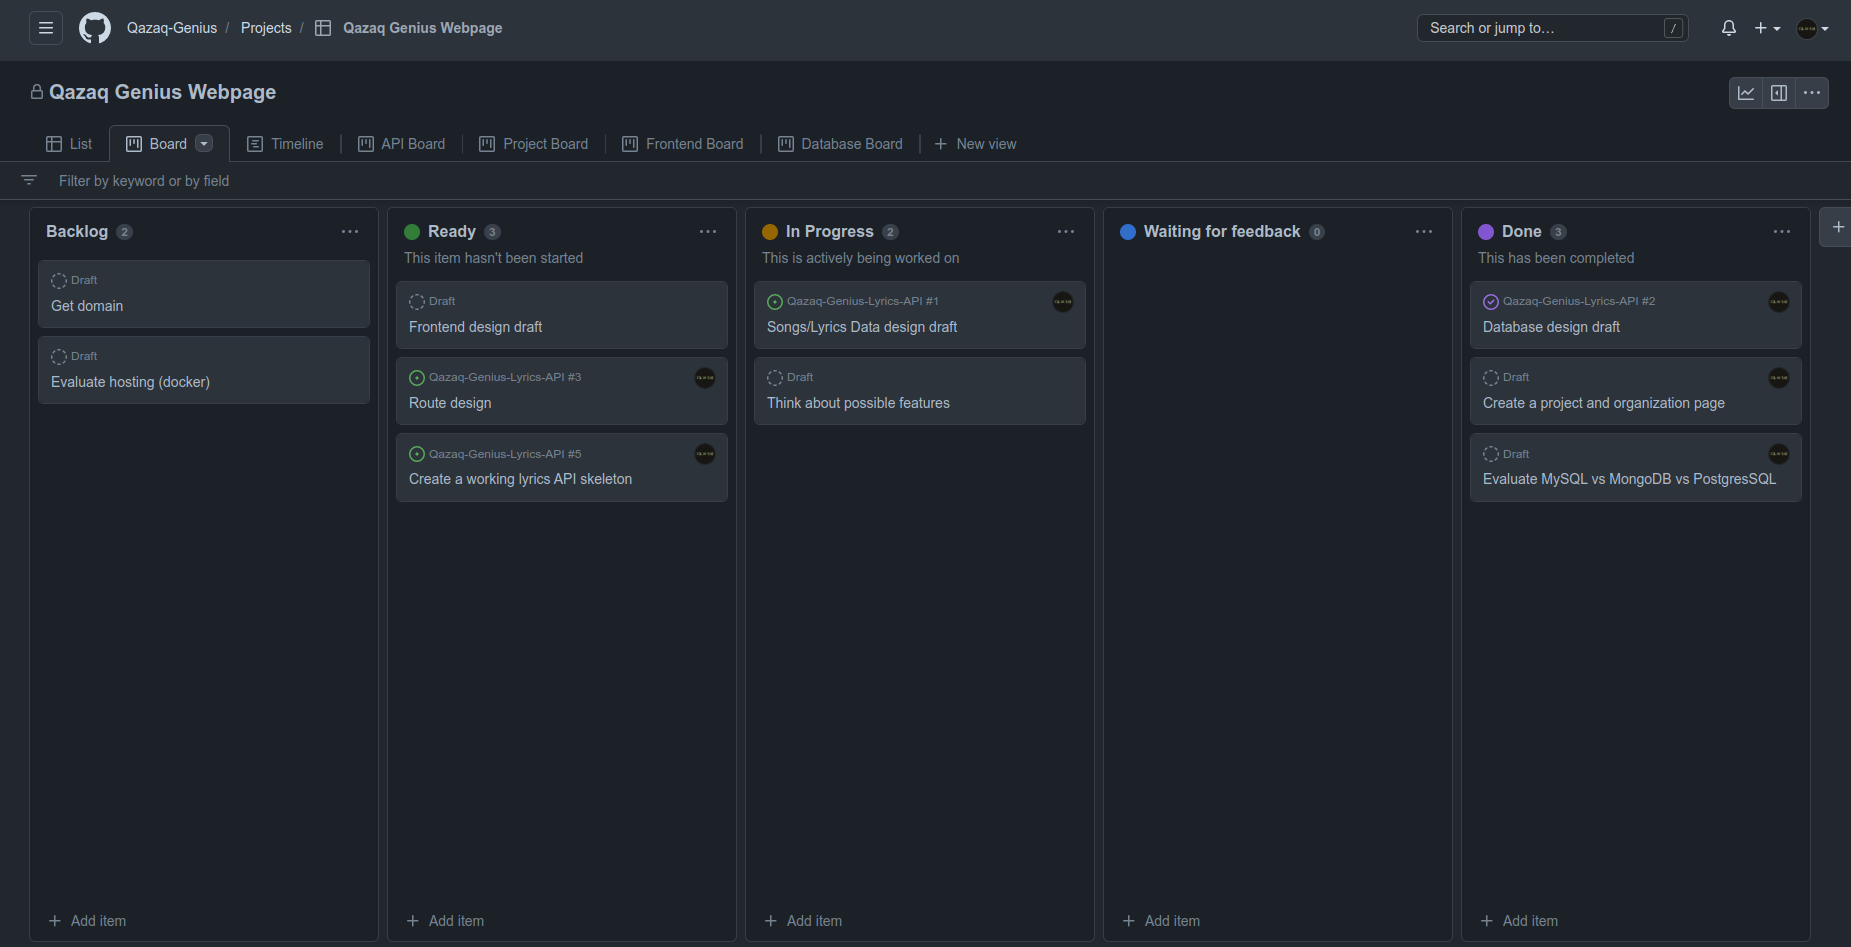 Qazaq-Genius / Projects / Qazaq Genius Webpage
Search or jump to… /
Qazaq Genius Webpage
List Board Timeline API Board Project Board Frontend Board Database Board New view
Filter by keyword or by field
Backlog 2
Draft
Get domain
Draft
Evaluate hosting (docker)
Add item
Ready 3
This item hasn't been started
Draft
Frontend design draft
Qazaq-Genius-Lyrics-API #3
Route design
Qazaq-Genius-Lyrics-API #5
Create a working lyrics API skeleton
Add item
In Progress 2
This is actively being worked on
Qazaq-Genius-Lyrics-API #1
Songs/Lyrics Data design draft
Draft
Think about possible features
Add item
Waiting for feedback 0
Add item
Done 3
This has been completed
Qazaq-Genius-Lyrics-API #2
Database design draft
Draft
Create a project and organization page
Draft
Evaluate MySQL vs MongoDB vs PostgresSQL
Add item